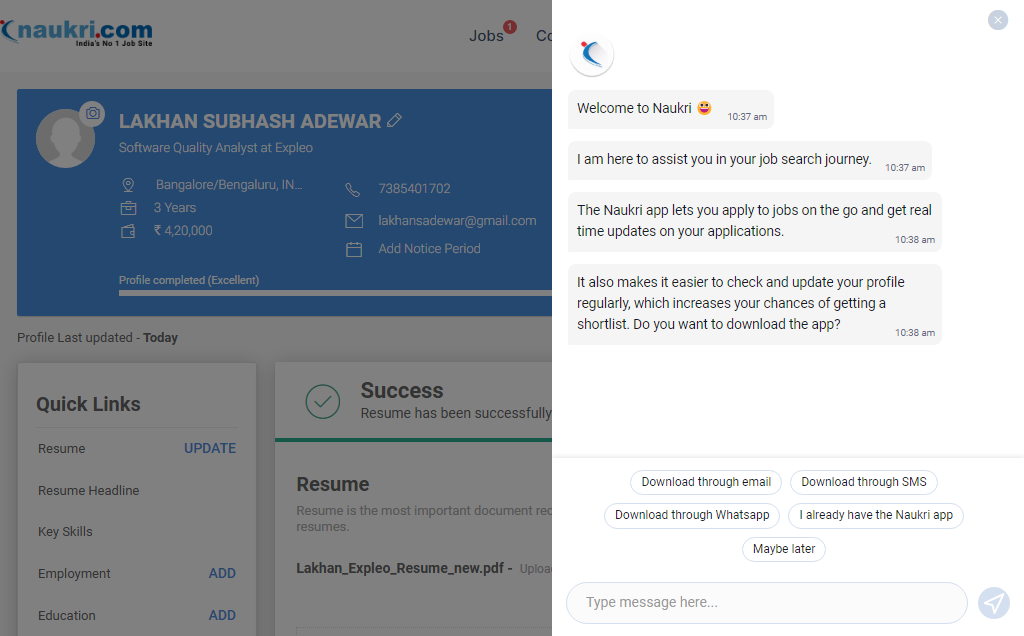 naukri.com
India's No 1 Job Site
Jobs 1
LAKHAN SUBHASH ADEWAR
Software Quality Analyst at Expleo
Bangalore/Bengaluru, IN...
3 Years
₹ 4,20,000
7385401702
lakhansadewar@gmail.com
Add Notice Period
Profile completed (Excellent)
Profile Last updated - Today
Quick Links
Resume UPDATE
Resume Headline
Key Skills
Employment ADD
Education ADD
Success
Resume has been successfully
Resume
Resume is the most important document
resumes.
Lakhan_Expleo_Resume_new.pdf -
Welcome to Naukri 😀 10:37 am
I am here to assist you in your job search journey. 10:37 am
The Naukri app lets you apply to jobs on the go and get real
time updates on your applications. 10:38 am
It also makes it easier to check and update your profile
regularly, which increases your chances of getting a
shortlist. Do you want to download the app? 10:38 am
Download through email Download through SMS
Download through Whatsapp I already have the Naukri app
Maybe later
Type message here...